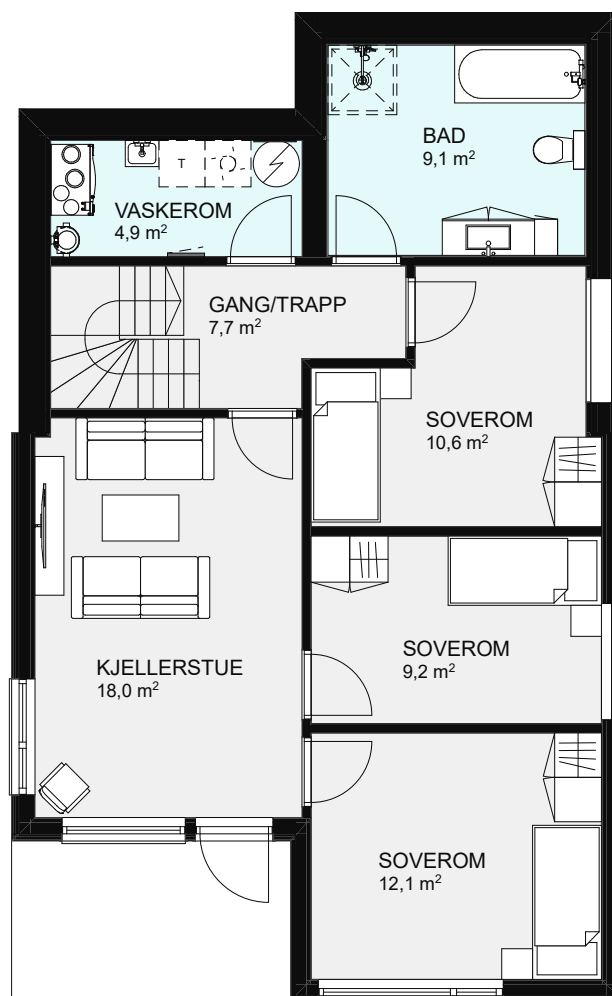 BAD
9,1 m²
T
VASKEROM
4,9 m²
GANG/TRAPP
7,7 m²
SOVEROM
10,6 m²
KJELLERSTUE
18,0 m²
SOVEROM
9,2 m²
SOVEROM
12,1 m²